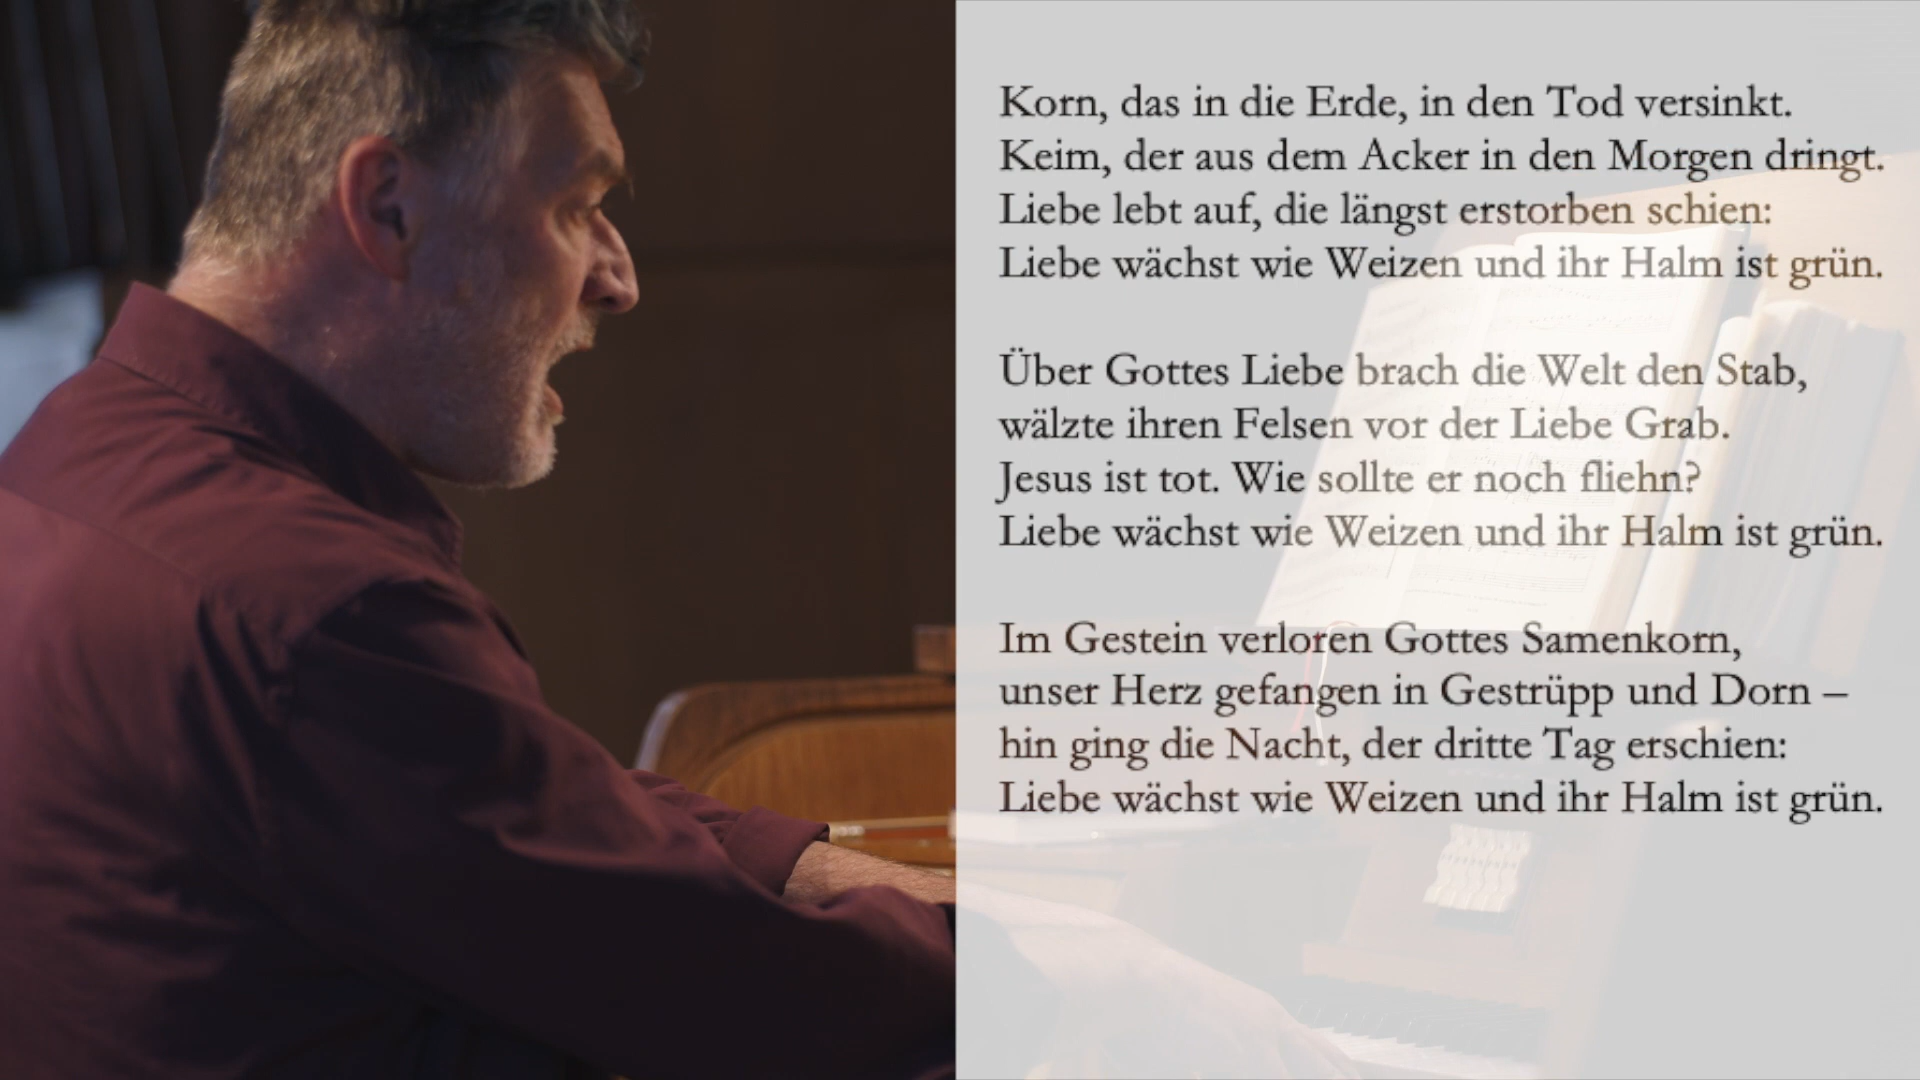 Korn, das in die Erde, in den Tod versinkt.
Keim, der aus dem Acker in den Morgen dringt.
Liebe lebt auf, die längst erstorben schien:
Liebe wächst wie Weizen und ihr Halm ist grün.
Über Gottes Liebe brach die Welt den Stab,
wälzte ihren Felsen vor der Liebe Grab.
Jesus ist tot. Wie sollte er noch fliehn?
Liebe wächst wie Weizen und ihr Halm ist grün.
Im Gestein verloren Gottes Samenkorn,
unser Herz gefangen in Gestrüpp und Dorn –
hin ging die Nacht, der dritte Tag erschien:
Liebe wächst wie Weizen und ihr Halm ist grün.